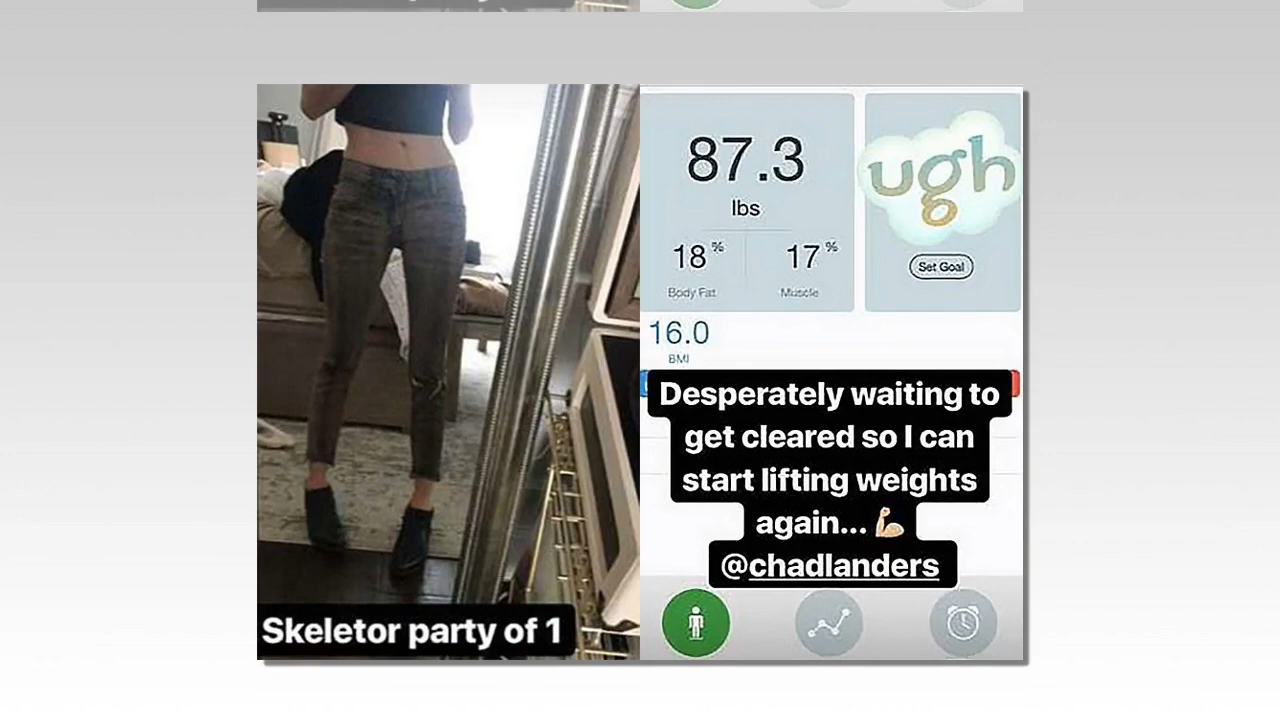 Skeletor party of 1
87.3
lbs
18 %
Body Fat
17 %
Muscle
ugh
Set Goal
16.0
BMI
Desperately waiting to
get cleared so I can
start lifting weights
again... 💪🏼
@chadlanders